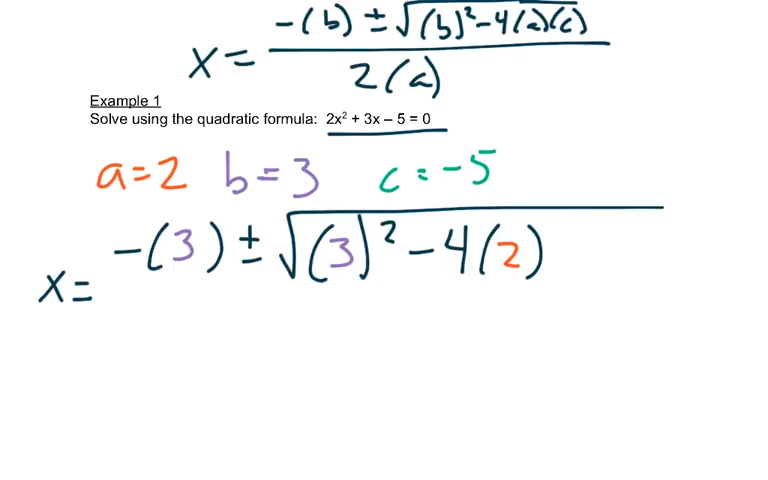 x = -(b) ± √(b)² - 4(a)(c)
2(a)
Example 1
Solve using the quadratic formula: 2x² + 3x – 5 = 0
a = 2 b = 3 c = -5
x = -(3) ± √(3)² - 4(2)